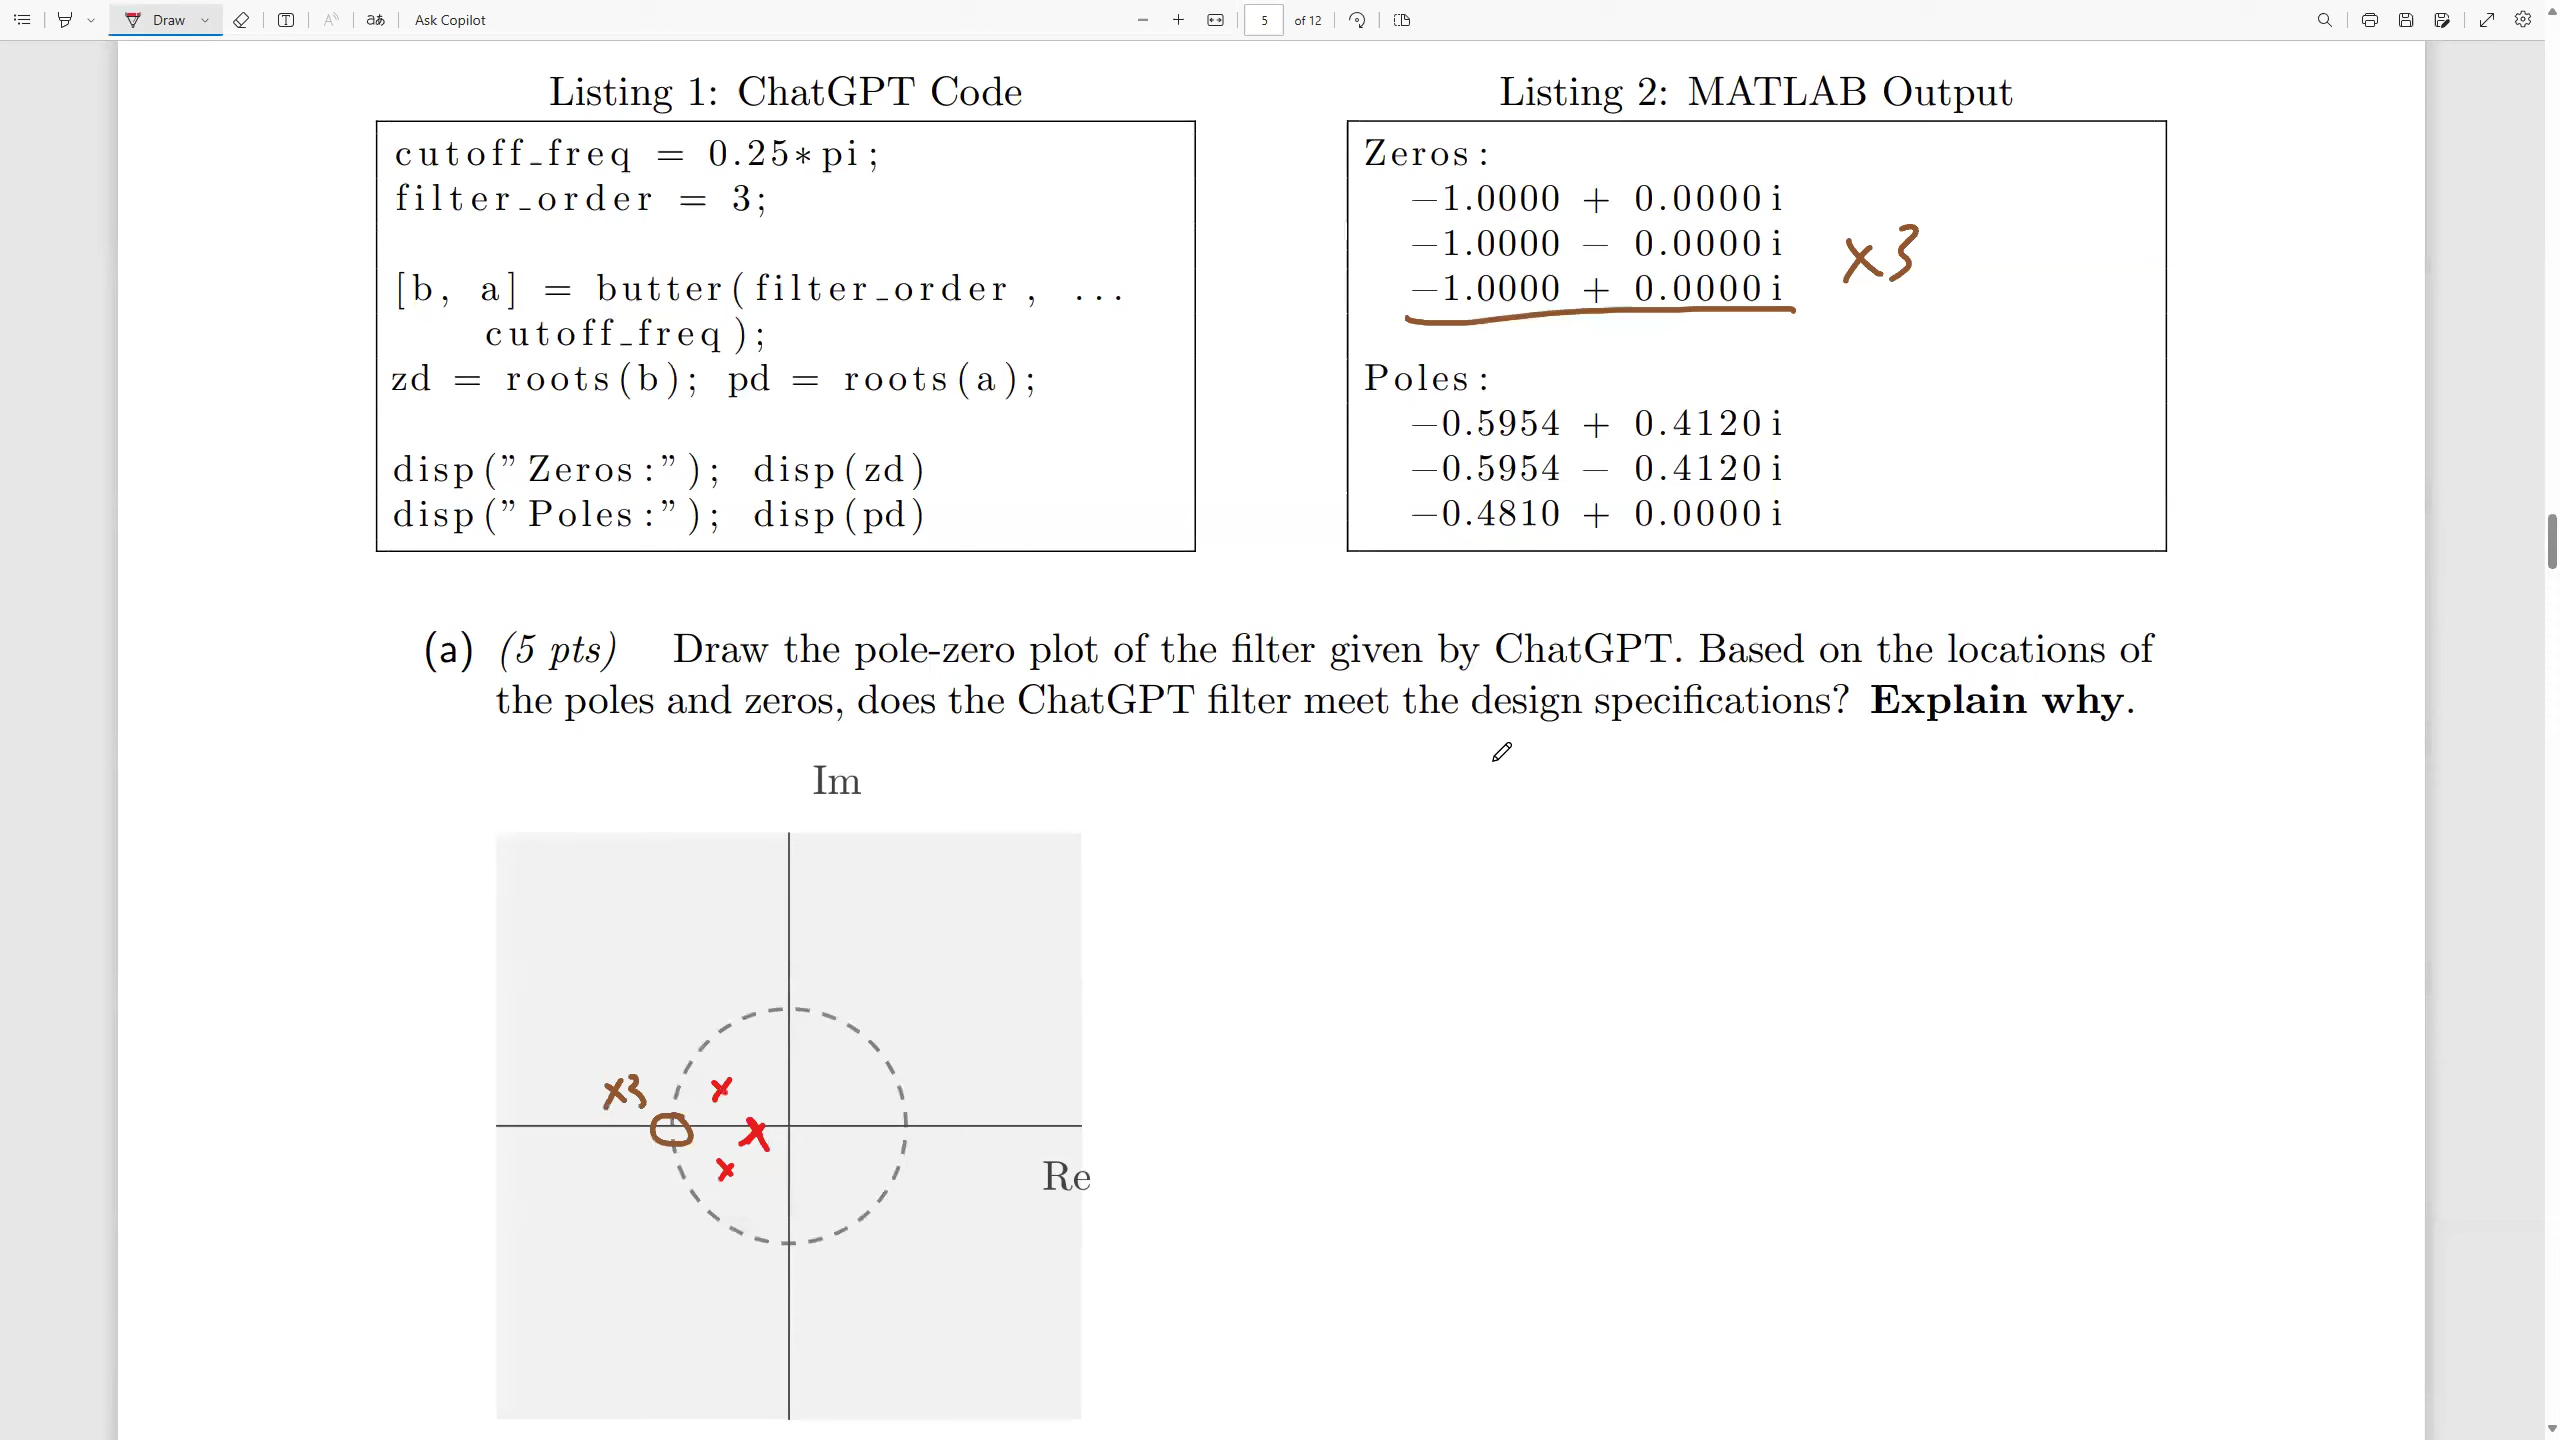 Draw
aあ
Ask Copilot
5
of 12
Listing 1: ChatGPT Code
cutoff_freq = 0.25*pi;
filter_order = 3;
[b, a] = butter(filter_order, ...
cutoff_freq);
zd = roots(b); pd = roots(a);
disp("Zeros:"); disp(zd)
disp("Poles:"); disp(pd)
Listing 2: MATLAB Output
Zeros:
−1.0000 + 0.0000i
−1.0000 − 0.0000i
−1.0000 + 0.0000i
x3
Poles:
−0.5954 + 0.4120i
−0.5954 − 0.4120i
−0.4810 + 0.0000i
(a) (5 pts) Draw the pole-zero plot of the filter given by ChatGPT. Based on the locations of
the poles and zeros, does the ChatGPT filter meet the design specifications? Explain why.
Im
x3
Re